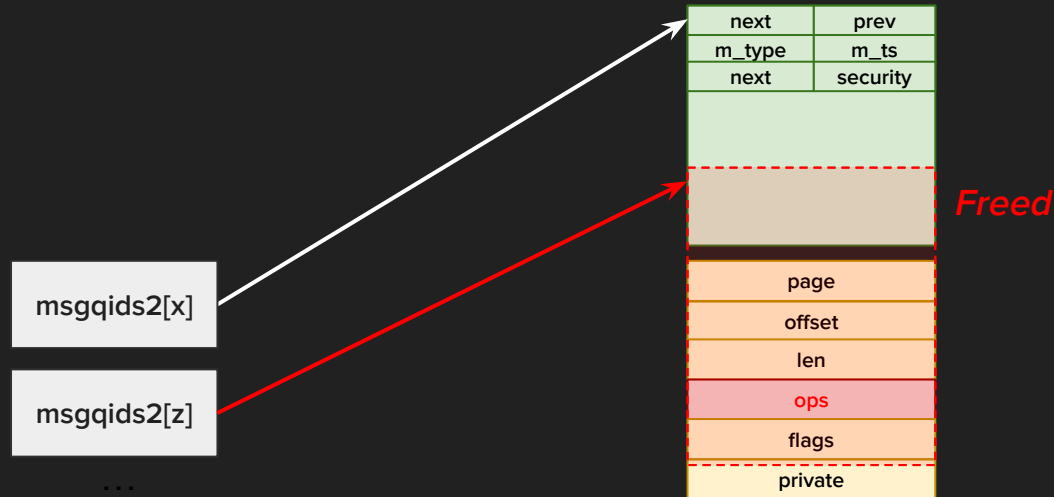 next prev
m_type m_ts
next security
Freed
page
msgqids2[x]
offset
len
msgqids2[z]
ops
flags
private
...